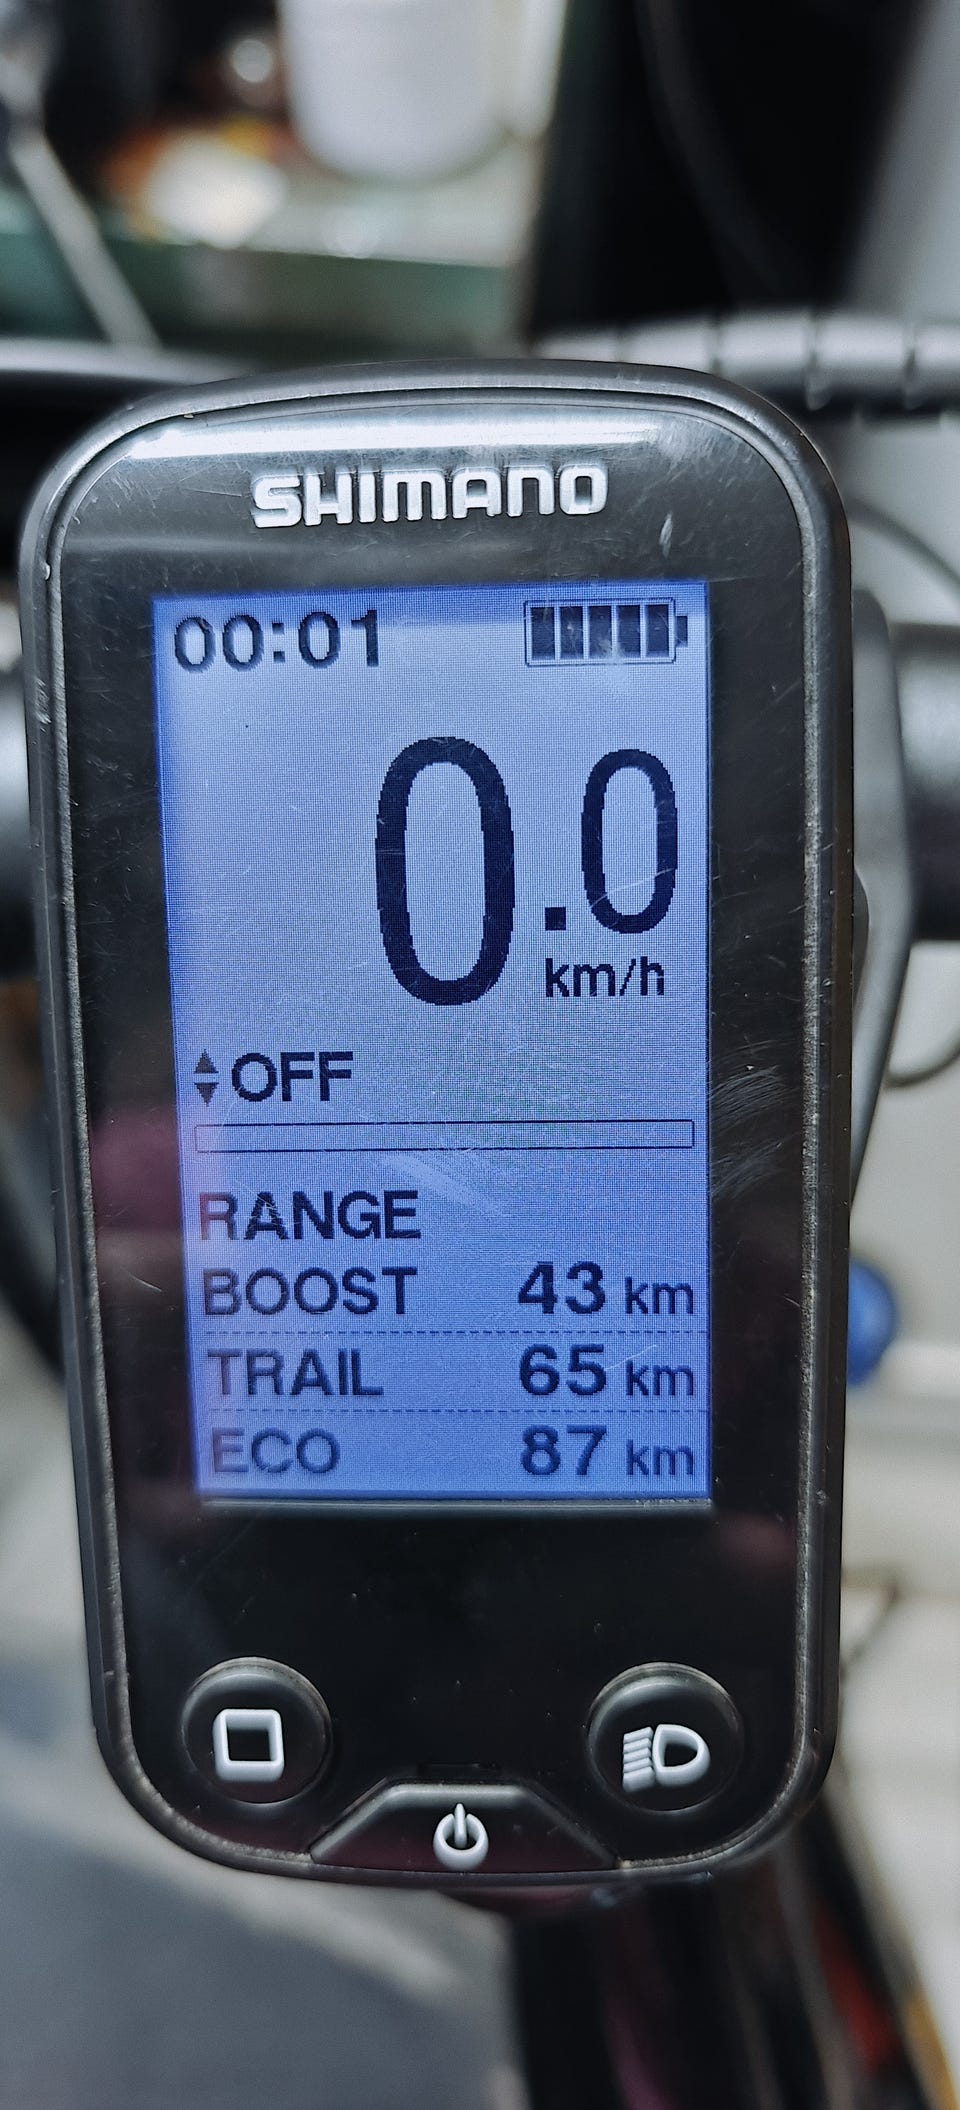 SHIMANO
00:01
0.0
km/h
OFF
RANGE
BOOST 43 km
TRAIL 65 km
ECO 87 km